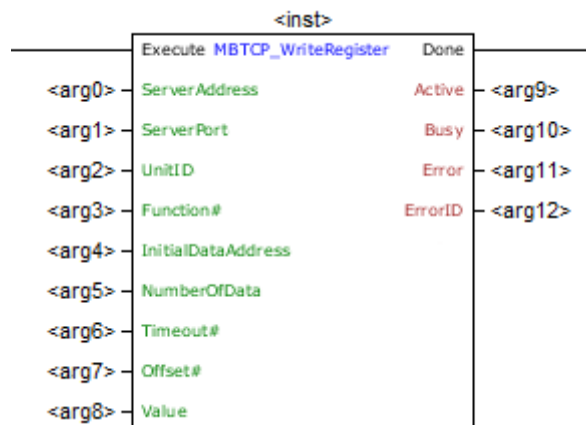 <inst>
Execute MBTCP_WriteRegister Done
<arg0> ServerAddress Active <arg9>
<arg1> ServerPort Busy <arg10>
<arg2> UnitID Error <arg11>
<arg3> Function# ErrorID <arg12>
<arg4> InitialDataAddress
<arg5> NumberOfData
<arg6> Timeout#
<arg7> Offset#
<arg8> Value